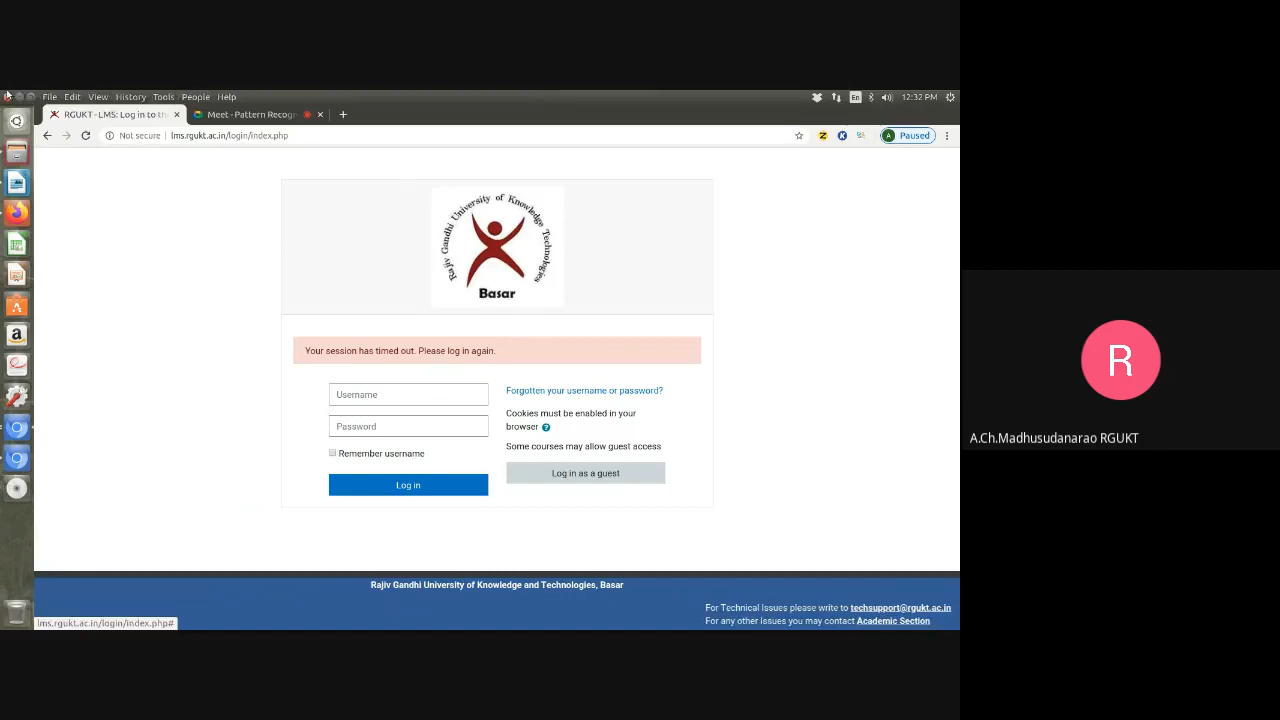 File Edit View History Tools People Help
En 12:32 PM
RGUKT - LMS: Log in to th
Meet - Pattern Recogn
Not secure lms.rgukt.ac.in/login/index.php
A Paused
Rajiv Gandhi University of Knowledge Technologies
Basar
Your session has timed out. Please log in again.
Username
Password
Remember username
Log in
Forgotten your username or password?
Cookies must be enabled in your
browser ?
Some courses may allow guest access
Log in as a guest
R
A.Ch.Madhusudanarao RGUKT
Rajiv Gandhi University of Knowledge and Technologies, Basar
For Technical Issues please write to techsupport@rgukt.ac.in
For any other Issues you may contact Academic Section
lms.rgukt.ac.in/login/index.php#